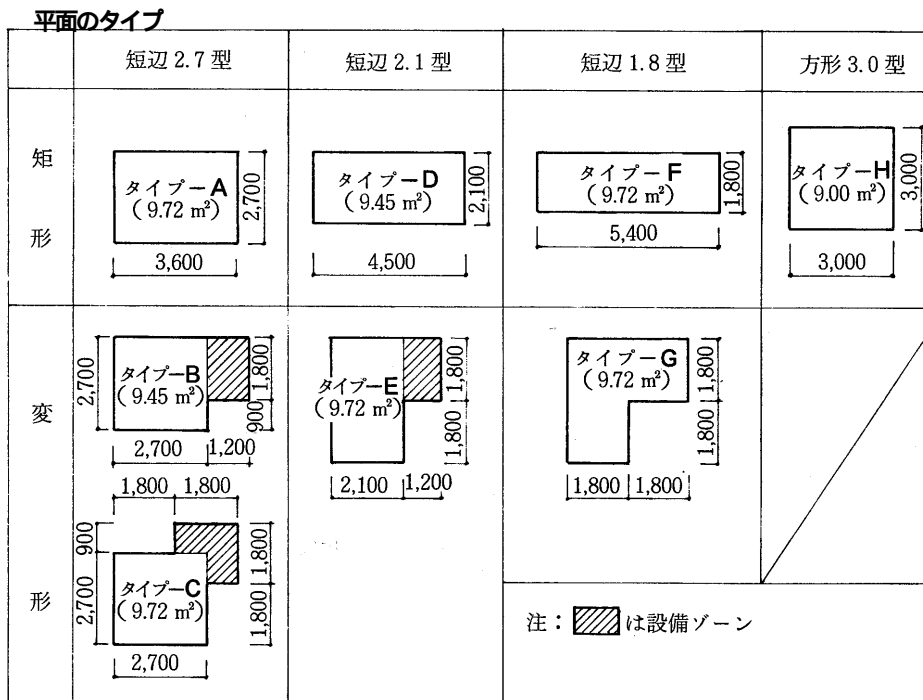 平面のタイプ
短辺 2.7 型
短辺 2.1 型
短辺 1.8 型
方形 3.0 型
矩形
タイプ－A
（ 9.72 m²）
2,700
3,600
タイプ－D
（ 9.45 m²）
2,100
4,500
タイプ－F
（ 9.72 m²）
1,800
5,400
タイプ－H
（ 9.00 m²）
3,000
3,000
変形
2,700
タイプ－B
（ 9.45 m²）
1,800
900
2,700
1,200
タイプ－E
（ 9.72 m²）
1,800
1,800
2,100
1,200
タイプ－G
（ 9.72 m²）
1,800
1,800
1,800
1,800
1,800
1,800
900
2,700
タイプ－C
（ 9.72 m²）
1,800
1,800
2,700
注： は設備ゾーン